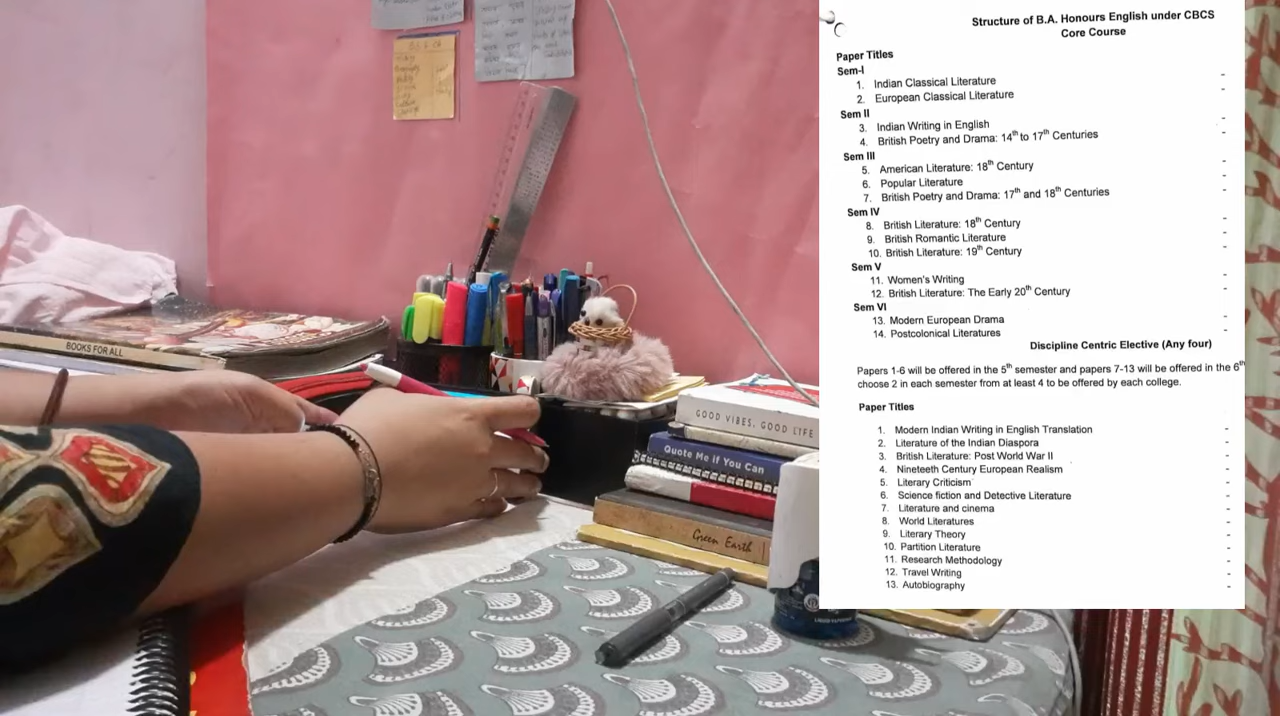 BOOKS FOR ALL
GOOD VIBES, GOOD LIFE
Quote Me if You Can
Green Earth
Structure of B.A. Honours English under CBCS
Core Course
Paper Titles
Sem-I
1. Indian Classical Literature -
2. European Classical Literature -
Sem II
3. Indian Writing in English -
4. British Poetry and Drama: 14th to 17th Centuries -
Sem III
5. American Literature: 18th Century -
6. Popular Literature -
7. British Poetry and Drama: 17th and 18th Centuries -
Sem IV
8. British Literature: 18th Century -
9. British Romantic Literature -
10. British Literature: 19th Century -
Sem V
11. Women's Writing -
12. British Literature: The Early 20th Century -
Sem VI
13. Modern European Drama -
14. Postcolonical Literatures -
Discipline Centric Elective (Any four)
Papers 1-6 will be offered in the 5th semester and papers 7-13 will be offered in the 6th
choose 2 in each semester from at least 4 to be offered by each college.
Paper Titles
1. Modern Indian Writing in English Translation -
2. Literature of the Indian Diaspora -
3. British Literature: Post World War II -
4. Nineteeth Century European Realism -
5. Literary Criticism -
6. Science fiction and Detective Literature -
7. Literature and cinema -
8. World Literatures -
9. Literary Theory -
10. Partition Literature -
11. Research Methodology -
12. Travel Writing -
13. Autobiography -